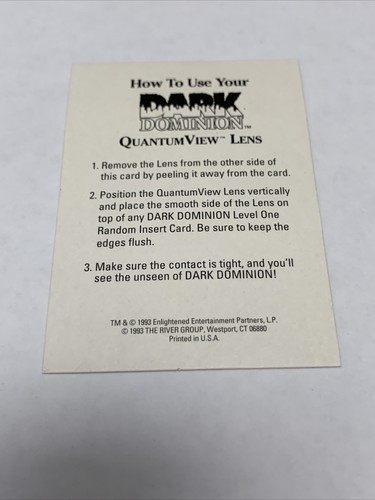 How To Use Your
DARK
DOMINION™
QUANTUMVIEW™ LENS
1. Remove the Lens from the other side of
this card by peeling it away from the card.
2. Position the QuantumView Lens vertically
and place the smooth side of the Lens on
top of any DARK DOMINION Level One
Random Insert Card. Be sure to keep the
edges flush.
3. Make sure the contact is tight, and you'll
see the unseen of DARK DOMINION!
TM & © 1993 Enlightened Entertainment Partners, L.P.
© 1993 THE RIVER GROUP, Westport, CT 06880
Printed in U.S.A.